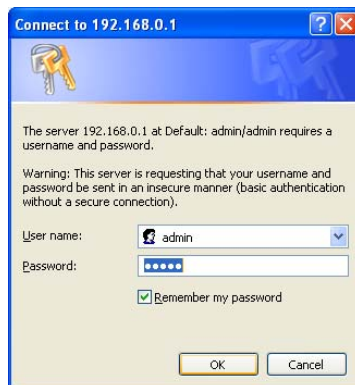 Connect to 192.168.0.1
The server 192.168.0.1 at Default: admin/admin requires a
username and password.
Warning: This server is requesting that your username and
password be sent in an insecure manner (basic authentication
without a secure connection).
User name:
admin
Password:
●●●●●
Remember my password
OK
Cancel